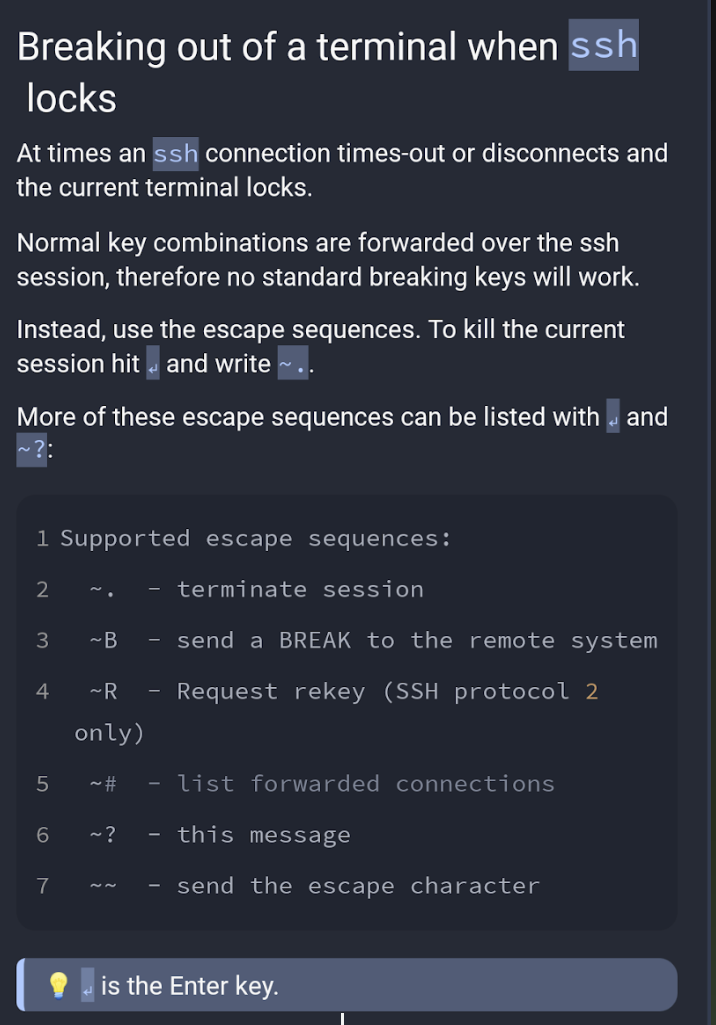 Breaking out of a terminal when ssh
locks
At times an ssh connection times-out or disconnects and
the current terminal locks.
Normal key combinations are forwarded over the ssh
session, therefore no standard breaking keys will work.
Instead, use the escape sequences. To kill the current
session hit ↲ and write ~..
More of these escape sequences can be listed with ↲ and
~?:
1 Supported escape sequences:
2 ~. – terminate session
3 ~B – send a BREAK to the remote system
4 ~R – Request rekey (SSH protocol 2
only)
5 ~# – list forwarded connections
6 ~? – this message
7 ~~ – send the escape character
💡 ↲ is the Enter key.